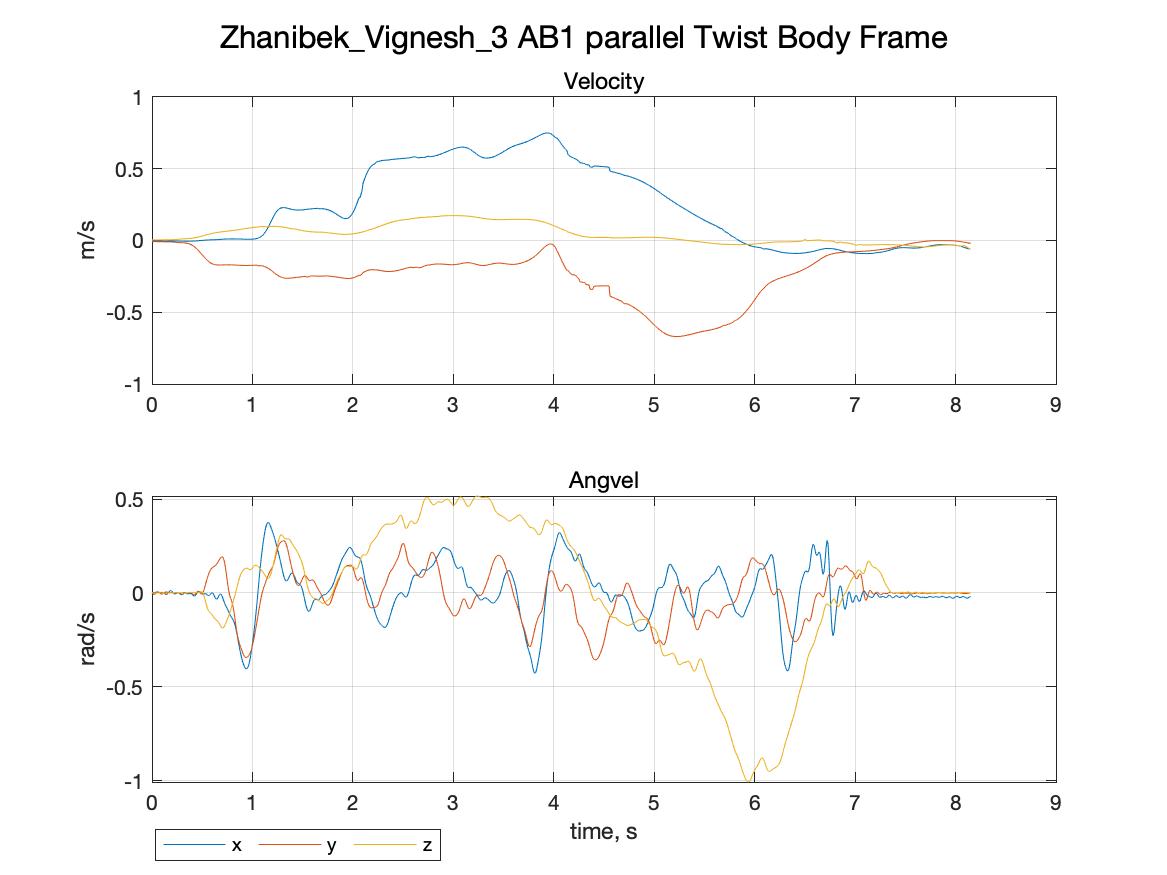 Zhanibek_Vignesh_3 AB1 parallel Twist Body Frame
Velocity
1
0.5
0
-0.5
-1
m/s
0 1 2 3 4 5 6 7 8 9
Angvel
0.5
0
-0.5
-1
rad/s
0 1 2 3 4 5 6 7 8 9
time, s
x y z